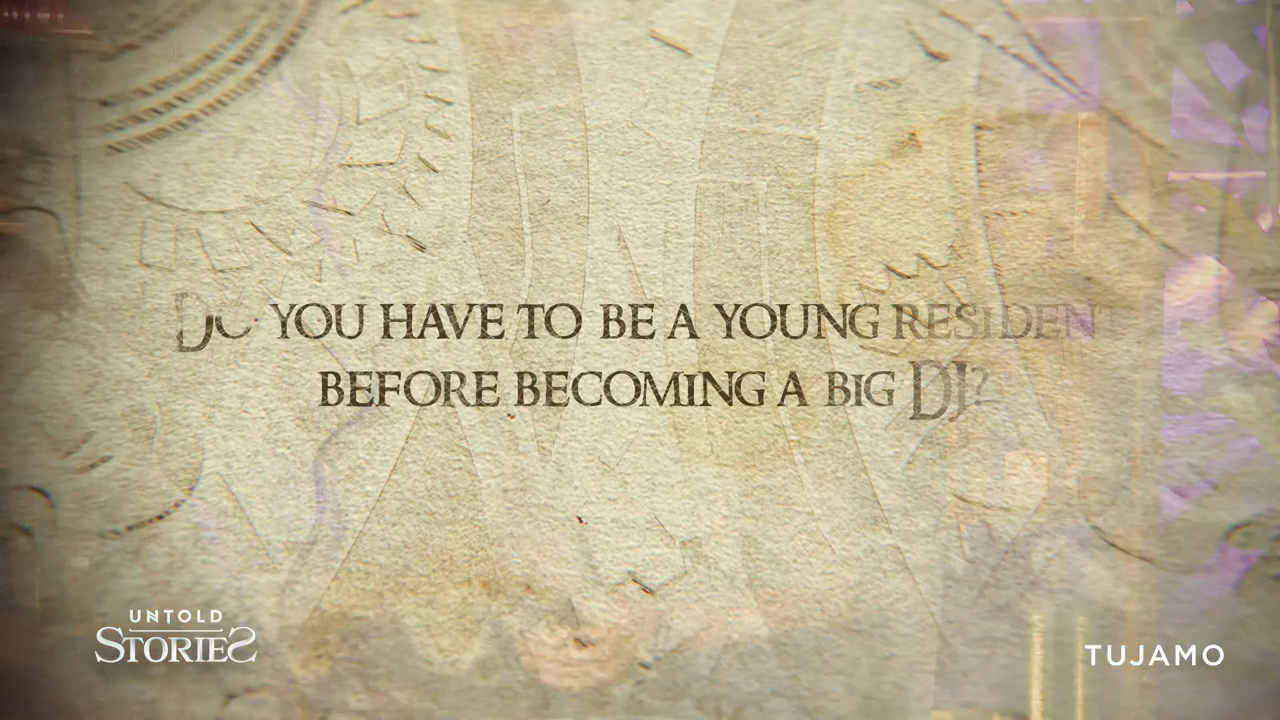 DO YOU HAVE TO BE A YOUNG RESIDENT
BEFORE BECOMING A BIG DJ?
UNTOLD
STORIES
TUJAMO